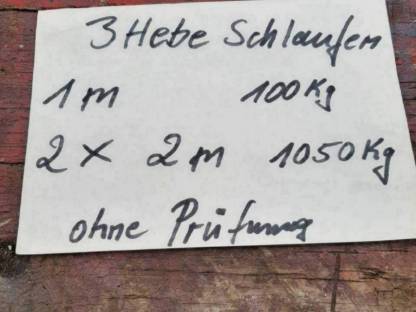 3 Hebe Schlaufen
1 m 100 Kg
2 x 2 m 1050 Kg
ohne Prüfung